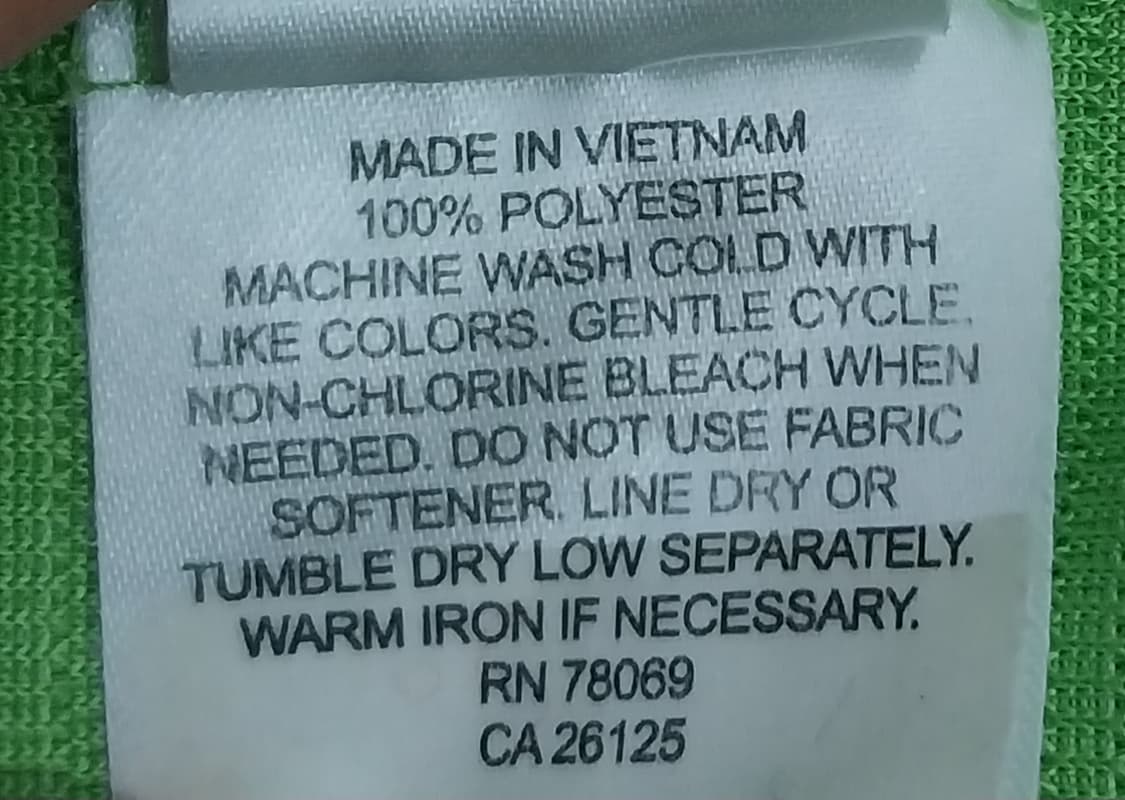 MADE IN VIETNAM
100% POLYESTER
MACHINE WASH COLD WITH
LIKE COLORS. GENTLE CYCLE.
NON-CHLORINE BLEACH WHEN
NEEDED. DO NOT USE FABRIC
SOFTENER. LINE DRY OR
TUMBLE DRY LOW SEPARATELY.
WARM IRON IF NECESSARY.
RN 78069
CA 26125